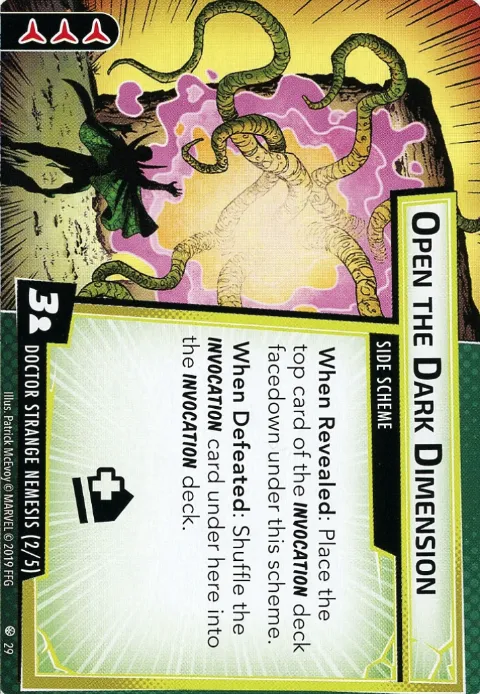 OPEN THE DARK DIMENSION
SIDE SCHEME
When Revealed: Place the
top card of the INVOCATION deck
facedown under this scheme.
When Defeated: Shuffle the
INVOCATION card under here into
the INVOCATION deck.
3
DOCTOR STRANGE NEMESIS (2/5)
Illus. Patrick McEvoy © MARVEL © 2019 FFG
29